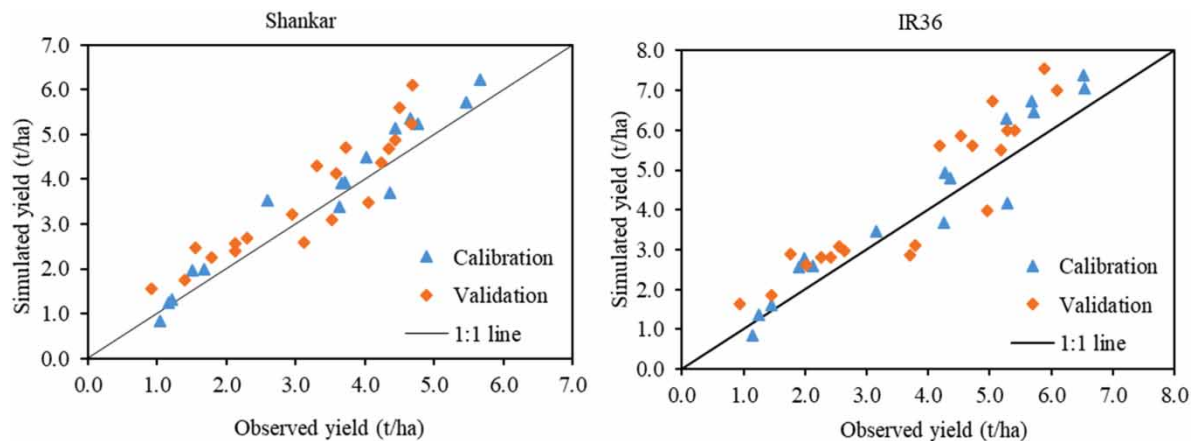 Shankar
7.0
6.0
5.0
4.0
3.0
2.0
1.0
0.0
Simulated yield (t/ha)
Calibration
Validation
1:1 line
0.0 1.0 2.0 3.0 4.0 5.0 6.0 7.0
Observed yield (t/ha)
IR36
8.0
7.0
6.0
5.0
4.0
3.0
2.0
1.0
0.0
Simulated yield (t/ha)
Calibration
Validation
1:1 line
0.0 1.0 2.0 3.0 4.0 5.0 6.0 7.0 8.0
Observed yield (t/ha)